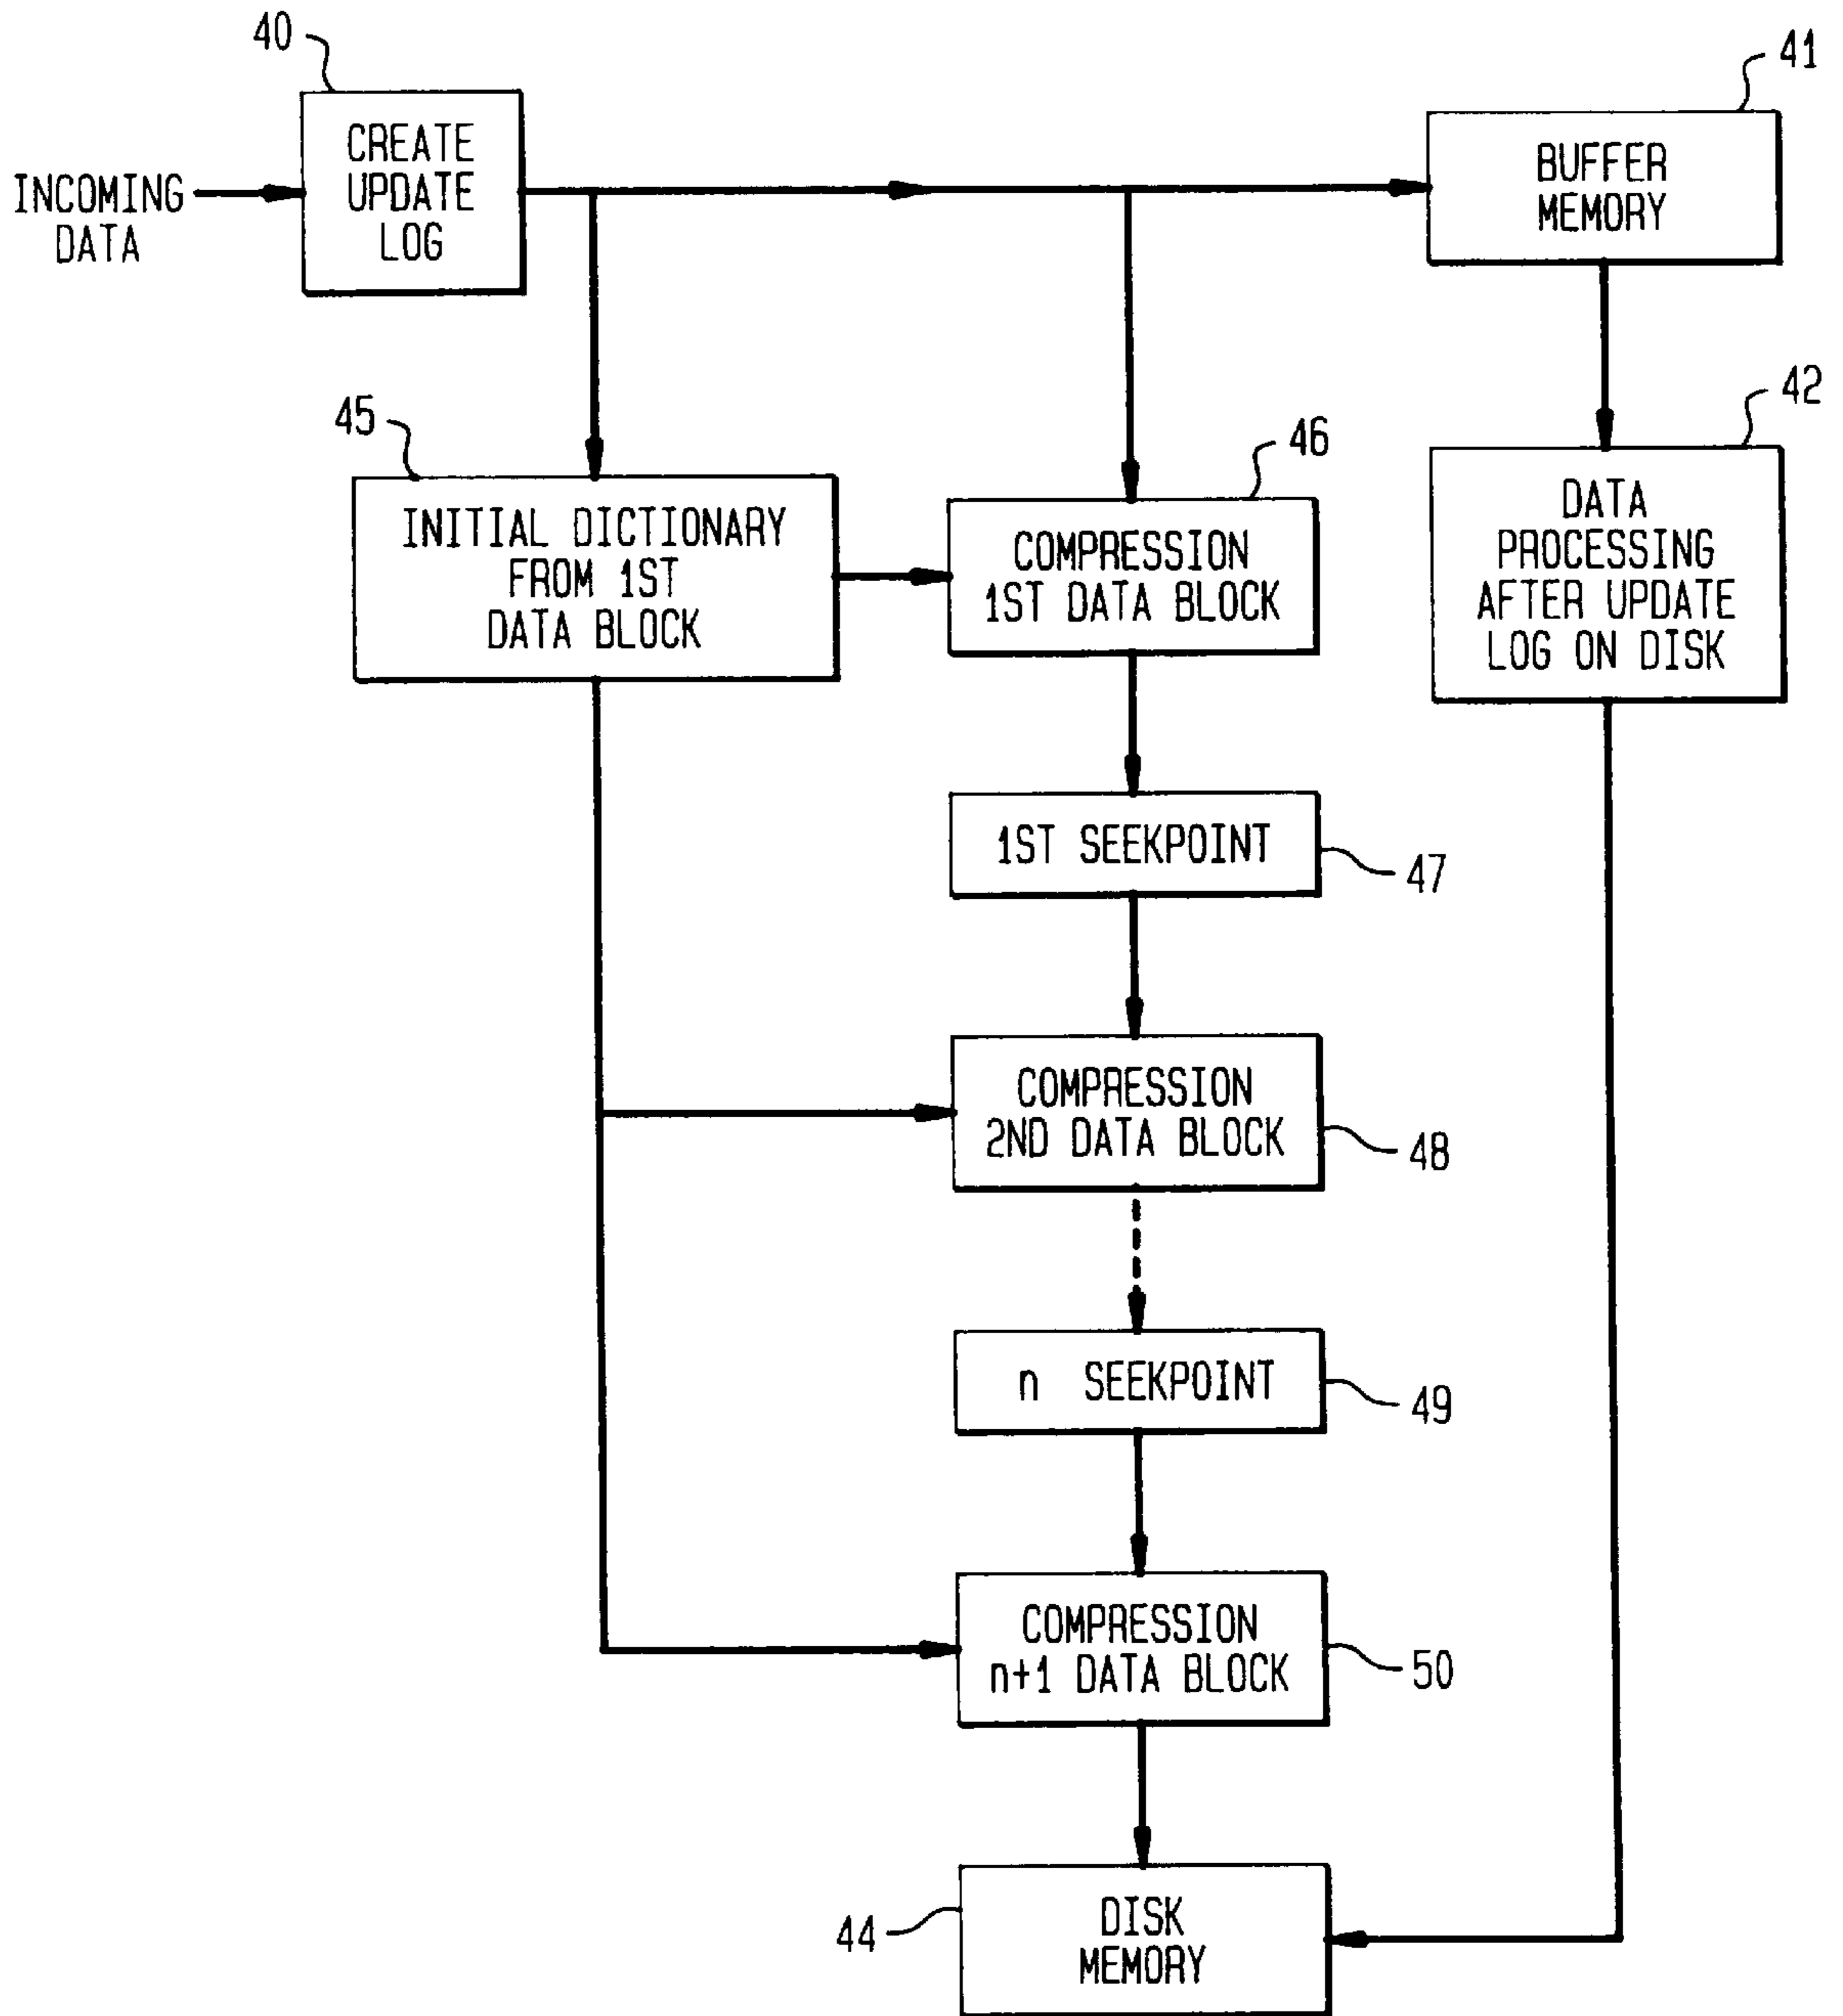 40
CREATE
UPDATE
LOG
INCOMING
DATA
41
BUFFER
MEMORY
45
INITIAL DICTIONARY
FROM 1ST
DATA BLOCK
46
COMPRESSION
1ST DATA BLOCK
42
DATA
PROCESSING
AFTER UPDATE
LOG ON DISK
1ST SEEKPOINT
47
COMPRESSION
2ND DATA BLOCK
48
n SEEKPOINT
49
COMPRESSION
n+1 DATA BLOCK
50
44
DISK
MEMORY